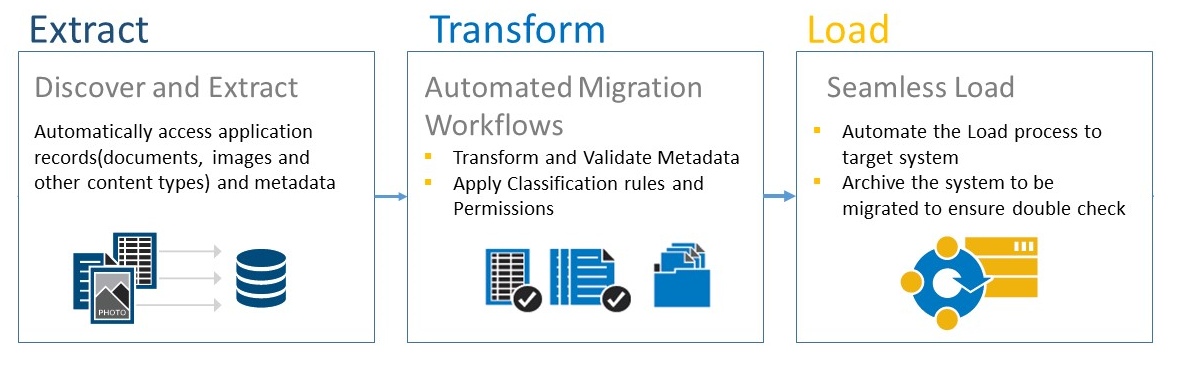 Extract
Discover and Extract
Automatically access application
records(documents, images and
other content types) and metadata
PHOTO
Transform
Automated Migration
Workflows
▪ Transform and Validate Metadata
▪ Apply Classification rules and
Permissions
Load
Seamless Load
▪ Automate the Load process to
target system
▪ Archive the system to be
migrated to ensure double check